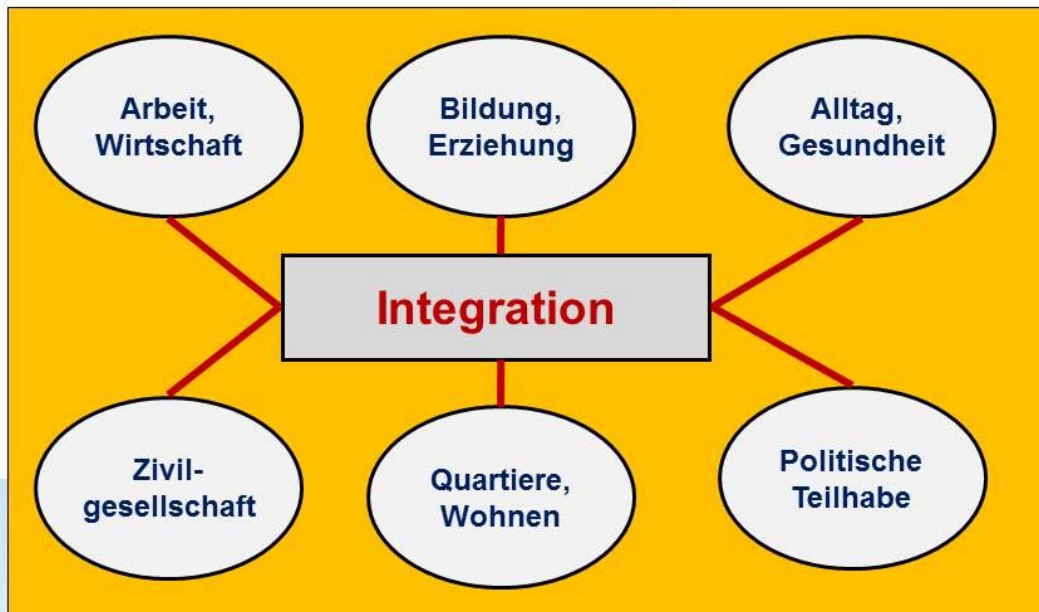 Arbeit,
Wirtschaft
Bildung,
Erziehung
Alltag,
Gesundheit
Integration
Zivil-
gesellschaft
Quartiere,
Wohnen
Politische
Teilhabe